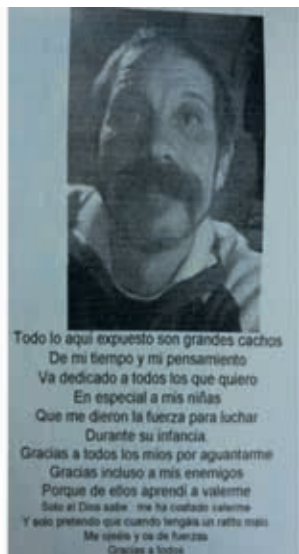 Todo lo aquí expuesto son grandes cachos
De mi tiempo y mi pensamiento
Va dedicado a todos los que quiero
En especial a mis niñas
Que me dieron la fuerza para luchar
Durante su infancia.
Gracias a todos los míos por aguantarme
Gracias incluso a mis enemigos
Porque de ellos aprendí a valerme
Solo el Dios sabe me ha costado valerme
Y solo pretendo que cuando tengáis un ratito malo
Me ojeéis y os de fuerzas
Gracias a todos